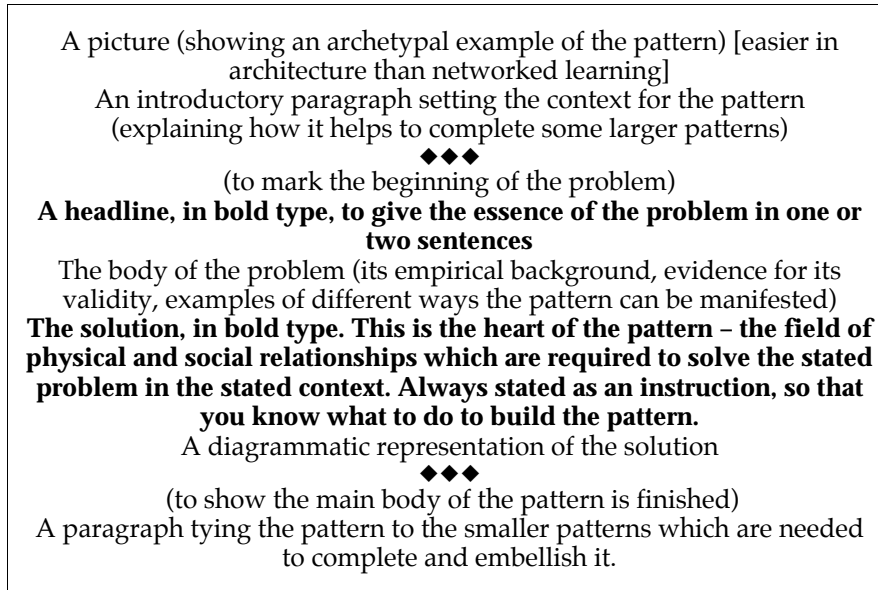 A picture (showing an archetypal example of the pattern) [easier in
architecture than networked learning]
An introductory paragraph setting the context for the pattern
(explaining how it helps to complete some larger patterns)
◆◆◆
(to mark the beginning of the problem)
A headline, in bold type, to give the essence of the problem in one or
two sentences
The body of the problem (its empirical background, evidence for its
validity, examples of different ways the pattern can be manifested)
The solution, in bold type. This is the heart of the pattern – the field of
physical and social relationships which are required to solve the stated
problem in the stated context. Always stated as an instruction, so that
you know what to do to build the pattern.
A diagrammatic representation of the solution
◆◆◆
(to show the main body of the pattern is finished)
A paragraph tying the pattern to the smaller patterns which are needed
to complete and embellish it.